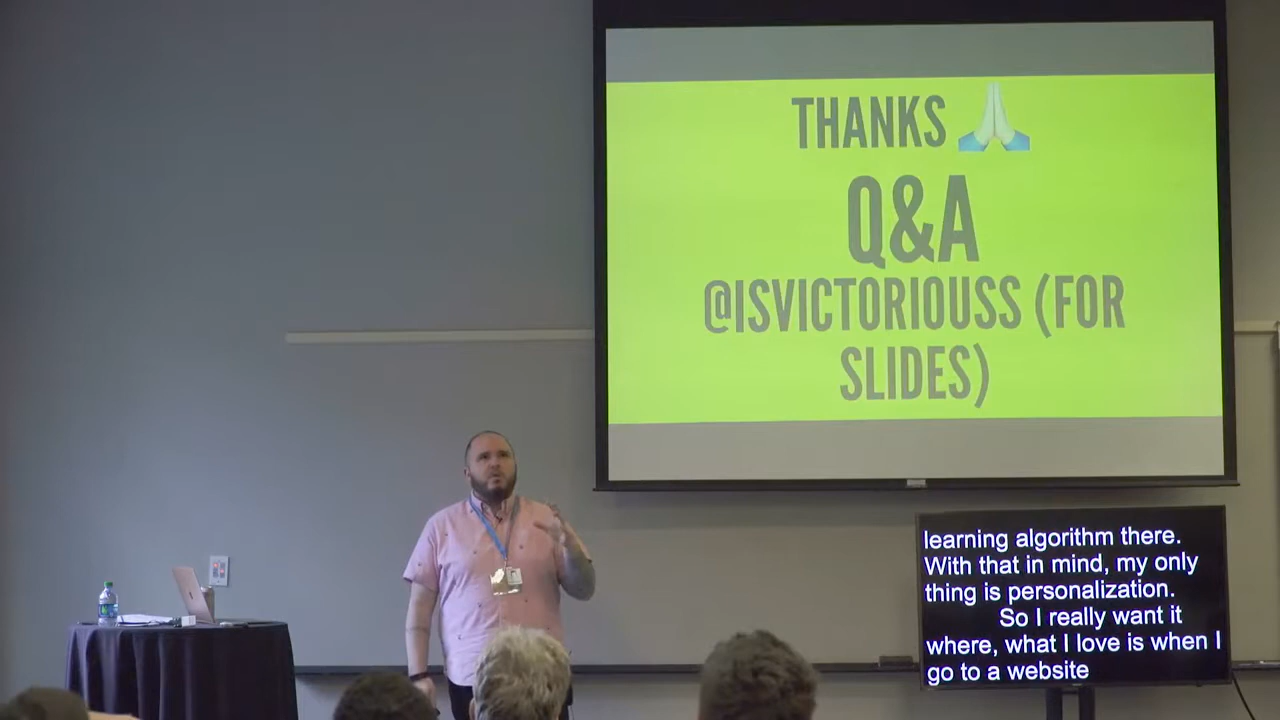 THANKS 🙏
Q&A
@ISVICTORIOUSS (FOR
SLIDES)
learning algorithm there.
With that in mind, my only
thing is personalization.
So I really want it
where, what I love is when I
go to a website